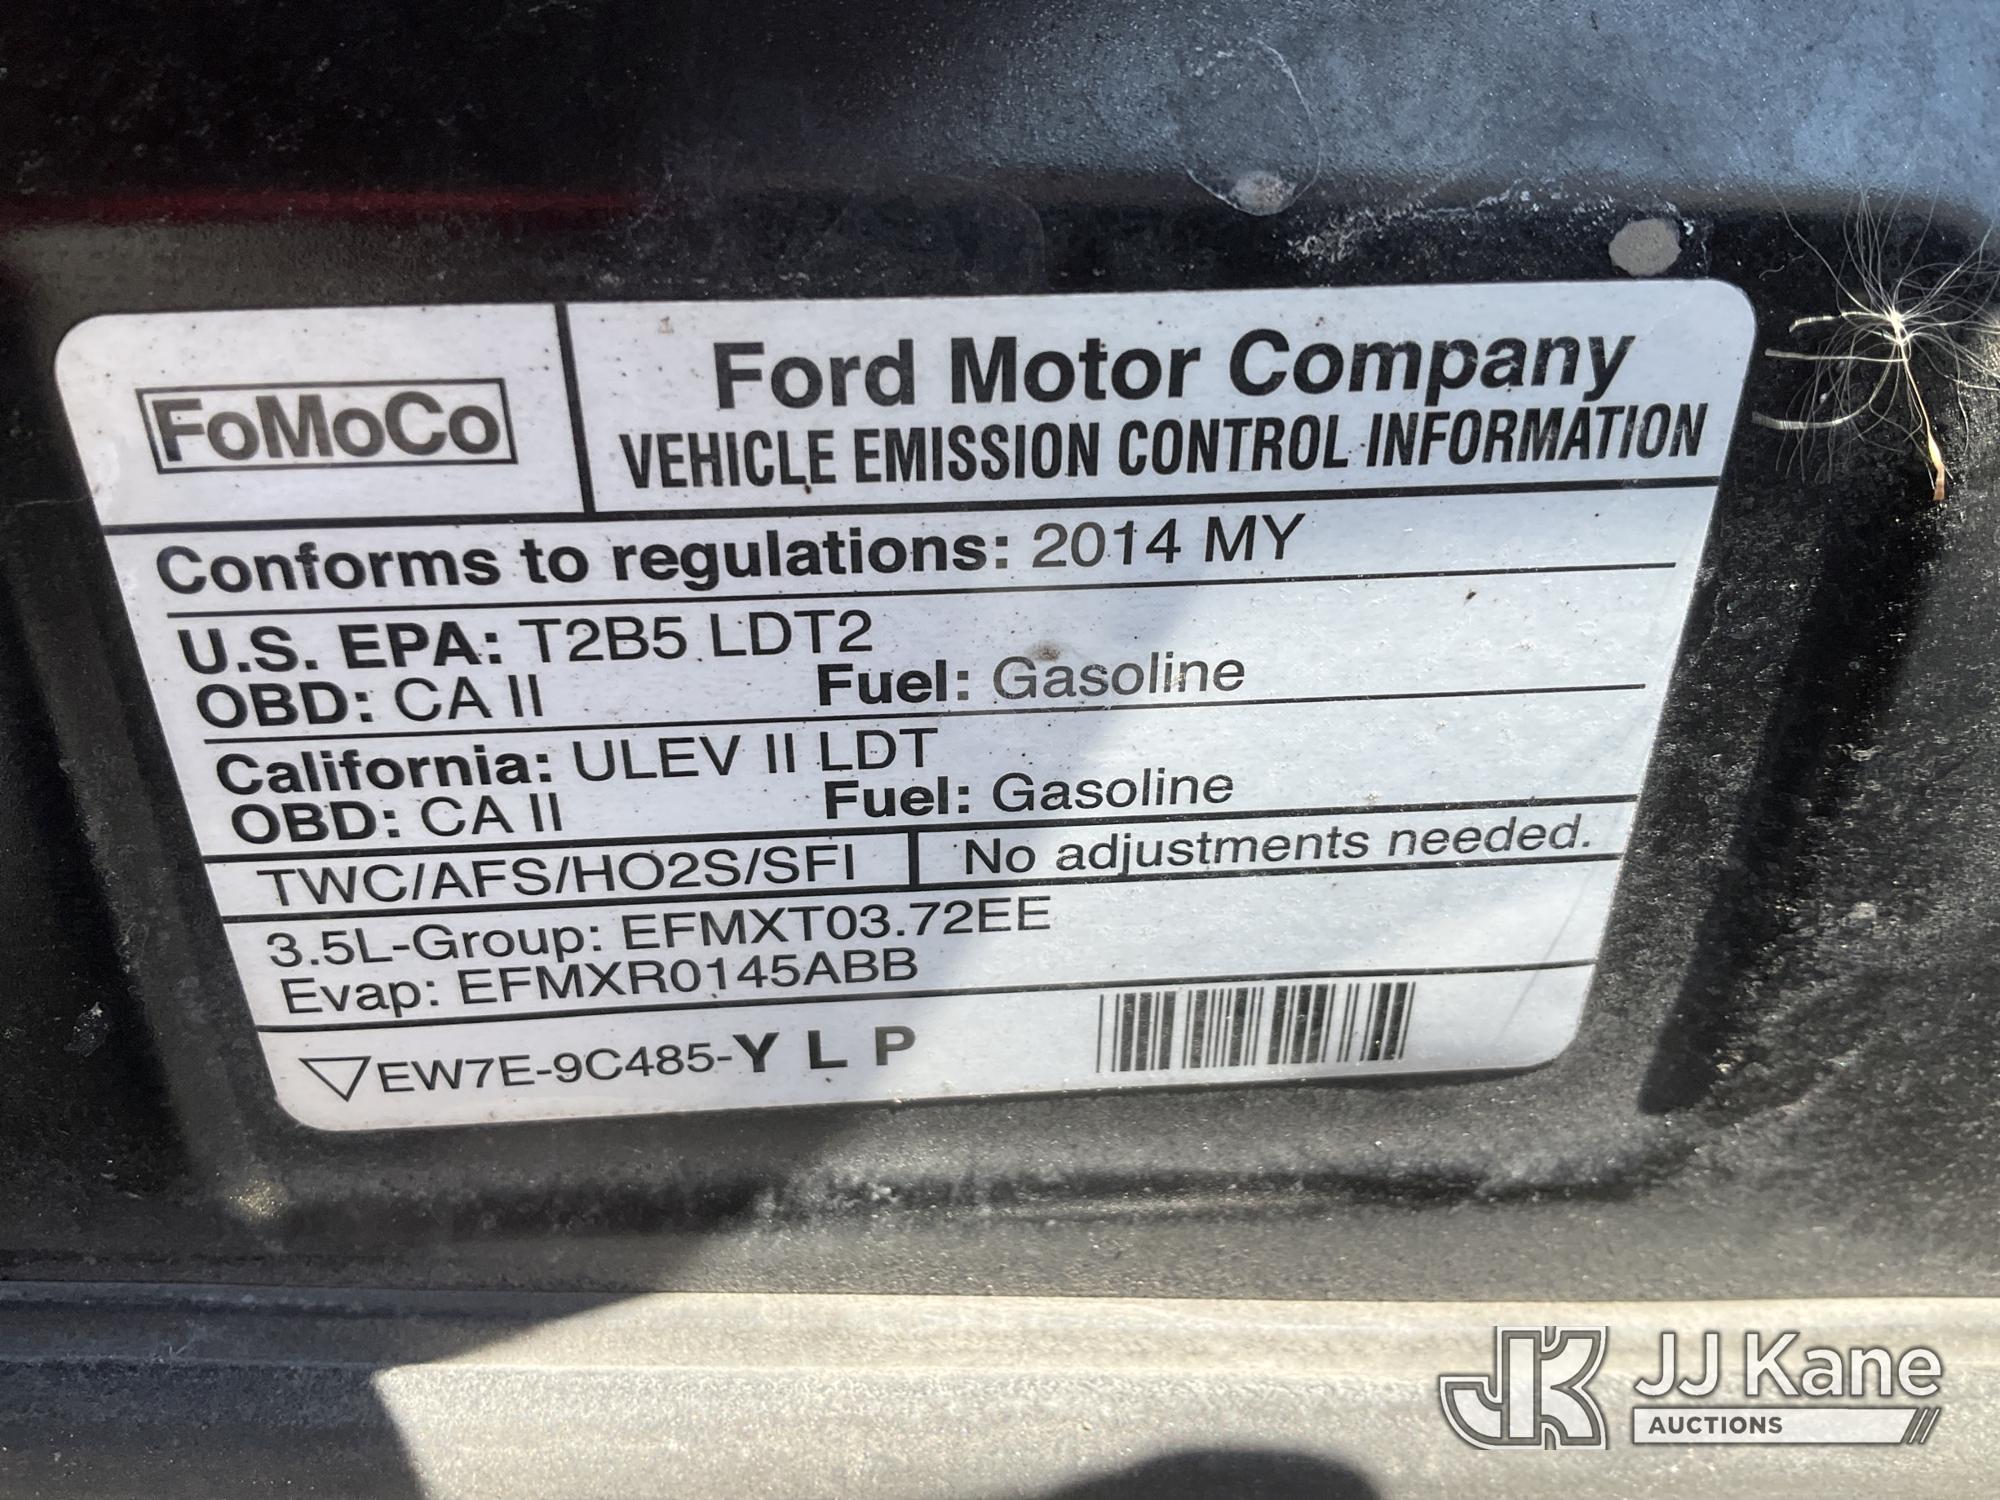 FoMoCo
Ford Motor Company
VEHICLE EMISSION CONTROL INFORMATION
Conforms to regulations: 2014 MY
U.S. EPA: T2B5 LDT2
OBD: CA II Fuel: Gasoline
California: ULEV II LDT
OBD: CA II Fuel: Gasoline
TWC/AFS/HO2S/SFI No adjustments needed.
3.5L-Group: EFMXT03.72EE
Evap: EFMXR0145ABB
EW7E-9C485-Y L P
JK JJ Kane
AUCTIONS